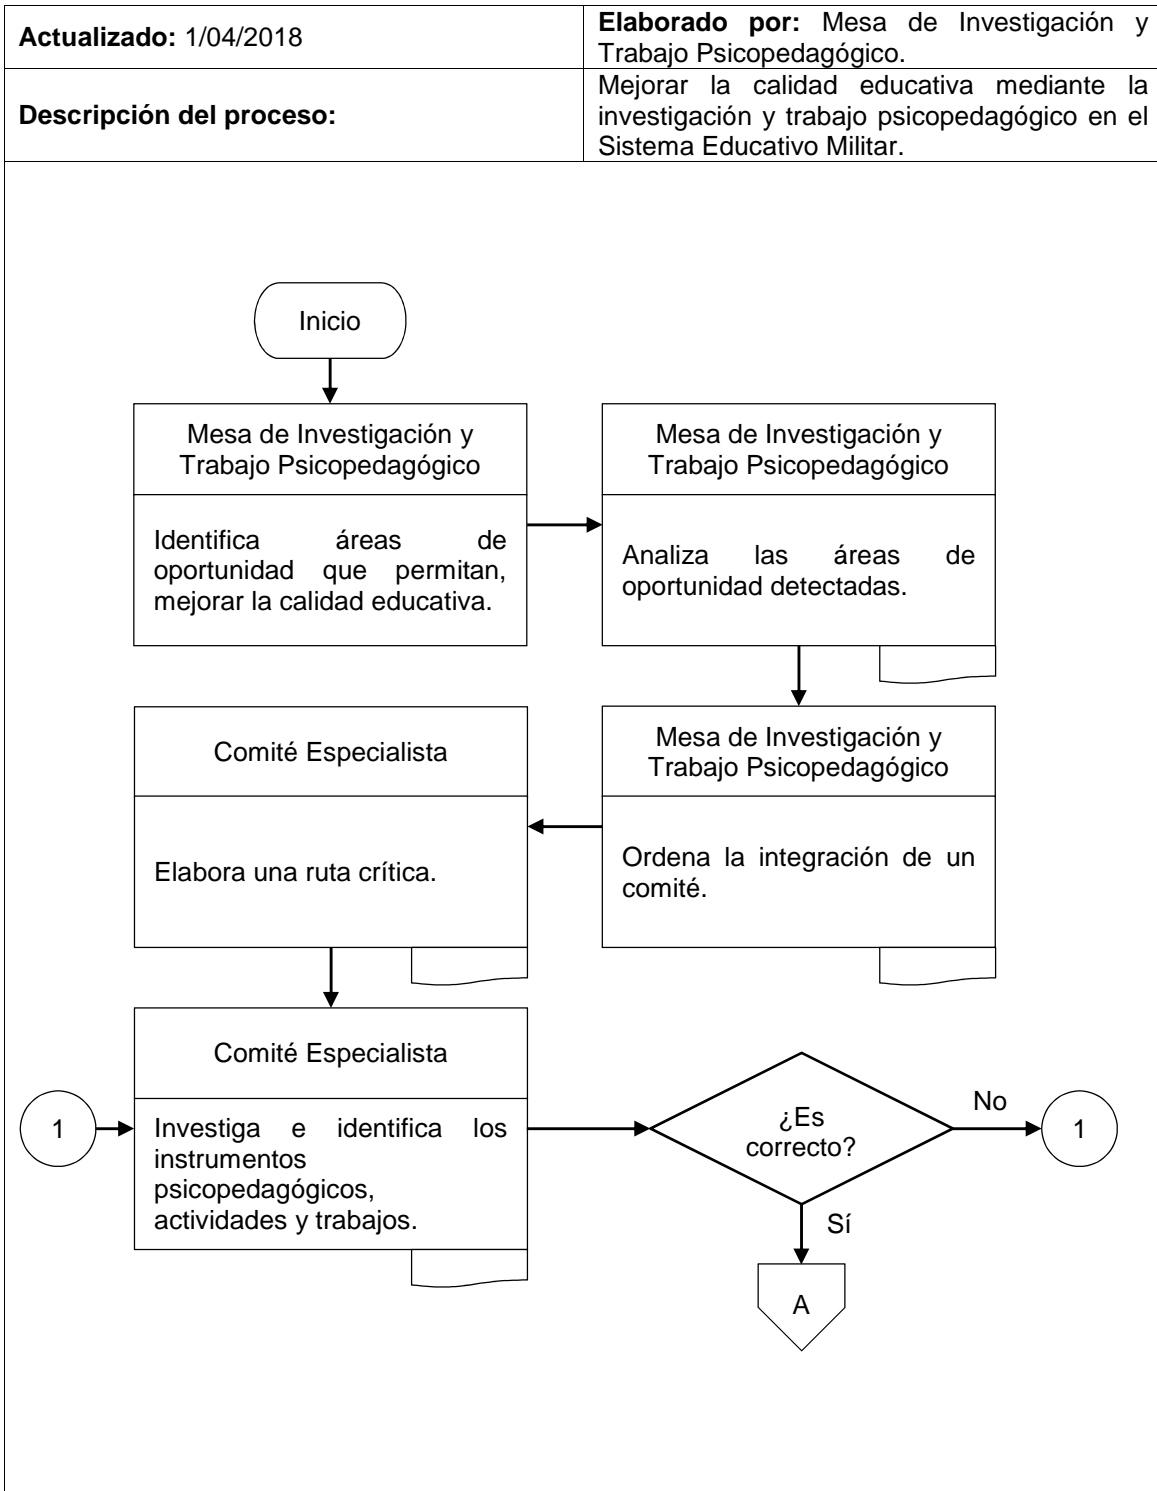 Actualizado: 1/04/2018
Elaborado por: Mesa de Investigación y
Trabajo Psicopedagógico.
Descripción del proceso:
Mejorar la calidad educativa mediante la
investigación y trabajo psicopedagógico en el
Sistema Educativo Militar.
Inicio
Mesa de Investigación y
Trabajo Psicopedagógico
Identifica áreas de
oportunidad que permitan,
mejorar la calidad educativa.
Mesa de Investigación y
Trabajo Psicopedagógico
Analiza las áreas de
oportunidad detectadas.
Mesa de Investigación y
Trabajo Psicopedagógico
Ordena la integración de un
comité.
Comité Especialista
Elabora una ruta crítica.
Comité Especialista
1
Investiga e identifica los
instrumentos
psicopedagógicos,
actividades y trabajos.
¿Es
correcto?
No
1
Sí
A